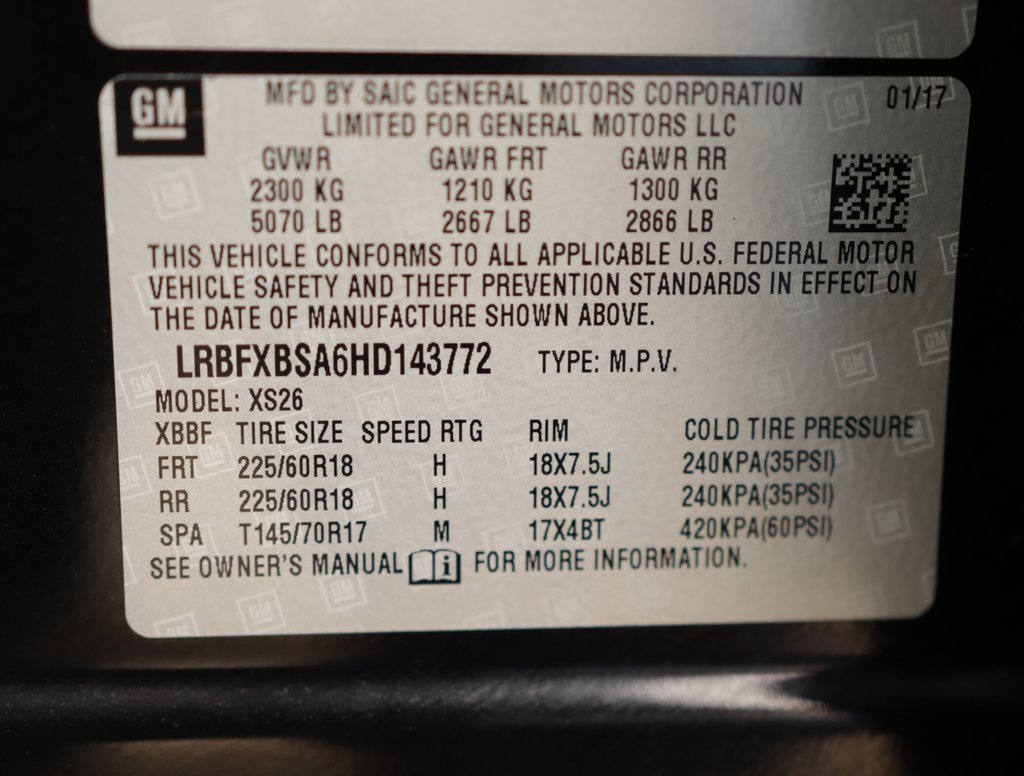 GM
MFD BY SAIC GENERAL MOTORS CORPORATION 01/17
LIMITED FOR GENERAL MOTORS LLC
GVWR GAWR FRT GAWR RR
2300 KG 1210 KG 1300 KG
5070 LB 2667 LB 2866 LB
THIS VEHICLE CONFORMS TO ALL APPLICABLE U.S. FEDERAL MOTOR
VEHICLE SAFETY AND THEFT PREVENTION STANDARDS IN EFFECT ON
THE DATE OF MANUFACTURE SHOWN ABOVE.
LRBFXBSA6HD143772 TYPE: M.P.V.
MODEL: XS26
XBBF TIRE SIZE SPEED RTG RIM COLD TIRE PRESSURE
FRT 225/60R18 H 18X7.5J 240KPA(35PSI)
RR 225/60R18 H 18X7.5J 240KPA(35PSI)
SPA T145/70R17 M 17X4BT 420KPA(60PSI)
SEE OWNER'S MANUAL i FOR MORE INFORMATION.